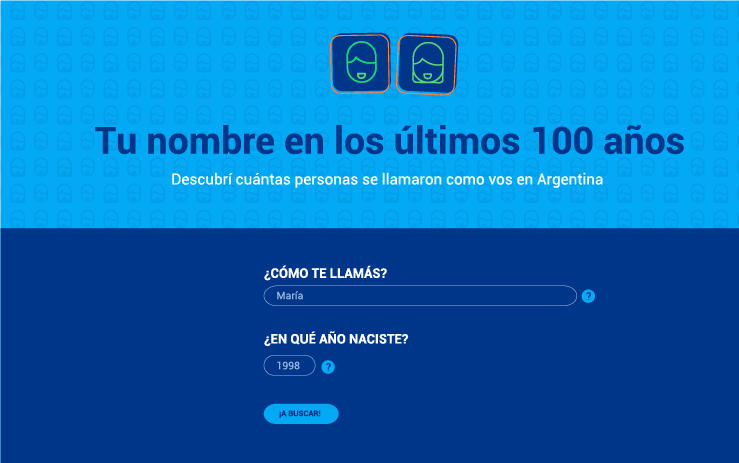 Tu nombre en los últimos 100 años
Descubrí cuántas personas se llamaron como vos en Argentina
¿CÓMO TE LLAMÁS?
María
?
¿EN QUÉ AÑO NACISTE?
1998
?
¡A BUSCAR!